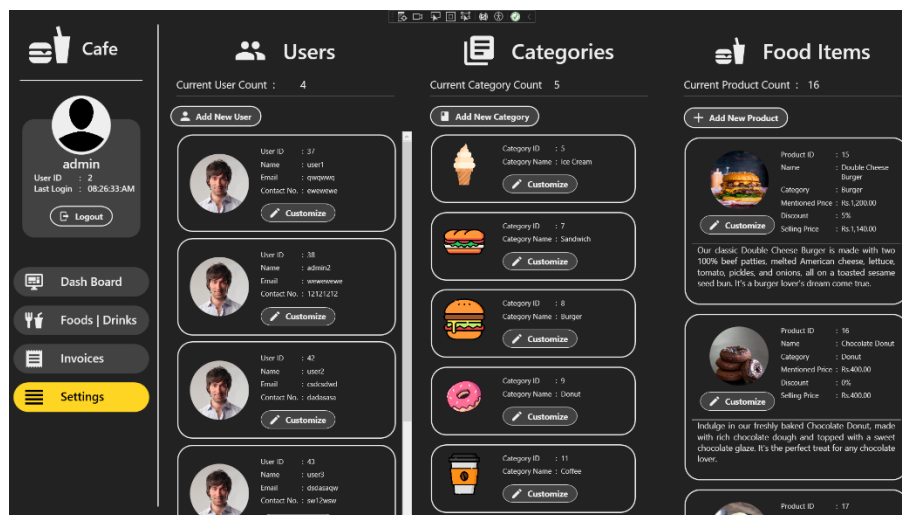 Cafe
admin
User ID : 2
Last Login : 08:26:33:AM
Logout
Dash Board
Foods | Drinks
Invoices
Settings
Users
Current User Count : 4
Add New User
User ID : 37
Name : user1
Email : qwqwwq
Contact No. : ewewewe
Customize
User ID : 38
Name : admin2
Email : wewewewe
Contact No. : 12121212
Customize
User ID : 42
Name : user2
Email : csdcsdwd
Contact No. : dadasasa
Customize
User ID : 43
Name : user3
Email : dsdasaqw
Contact No. : sw12wsw
Categories
Current Category Count 5
Add New Category
Category ID : 5
Category Name : Ice Cream
Customize
Category ID : 7
Category Name : Sandwich
Customize
Category ID : 8
Category Name : Burger
Customize
Category ID : 9
Category Name : Donut
Customize
Category ID : 11
Category Name : Coffee
Customize
Food Items
Current Product Count : 16
Add New Product
Product ID : 15
Name : Double Cheese
Burger
Category : Burger
Mentioned Price : Rs.1,200.00
Discount : 5%
Selling Price : Rs.1,140.00
Customize
Our classic Double Cheese Burger is made with two
100% beef patties, melted American cheese, lettuce,
tomato, pickles, and onions, all on a toasted sesame
seed bun. It's a burger lover's dream come true.
Product ID : 16
Name : Chocolate Donut
Category : Donut
Mentioned Price : Rs.400.00
Discount : 0%
Selling Price : Rs.400.00
Customize
Indulge in our freshly baked Chocolate Donut, made
with rich chocolate dough and topped with a sweet
chocolate glaze. It's the perfect treat for any chocolate
lover.
Product ID : 17